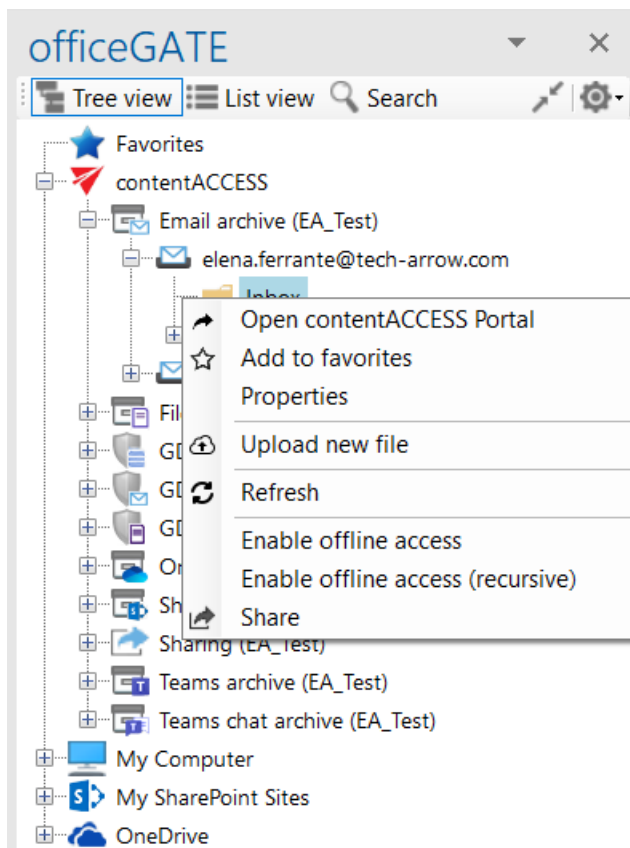 officeGATE
Tree view List view Search
Favorites
contentACCESS
Email archive (EA_Test)
elena.ferrante@tech-arrow.com
Inbox
Open contentACCESS Portal
Add to favorites
Properties
Upload new file
Refresh
Enable offline access
Enable offline access (recursive)
Share
Sharing (EA_Test)
Teams archive (EA_Test)
Teams chat archive (EA_Test)
My Computer
My SharePoint Sites
OneDrive